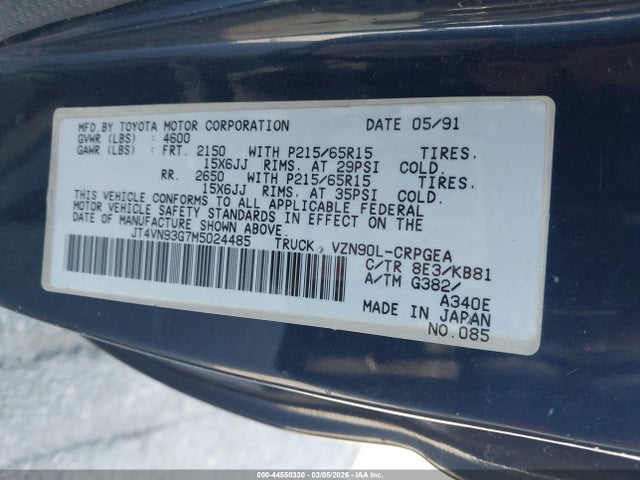 MFD.BY TOYOTA MOTOR CORPORATION DATE 05/91
GVWR (LBS) : 4600
GAWR (LBS) : FRT. 2150 WITH P215/65R15 TIRES.
15X6JJ RIMS. AT 29PSI COLD.
RR. 2650 WITH P215/65R15 TIRES.
15X6JJ RIMS. AT 35PSI COLD.
THIS VEHICLE CONFORMS TO ALL APPLICABLE FEDERAL
MOTOR VEHICLE SAFETY STANDARDS IN EFFECT ON THE
DATE OF MANUFACTURE SHOWN ABOVE.
JT4VN93G7M5024485 TRUCK, VZN90L-CRPGEA
C/TR 8E3/KB81
A/TM G382/
A340E
MADE IN JAPAN
NO.085
000-44550330 - 03/05/2026 - IAAI.COM